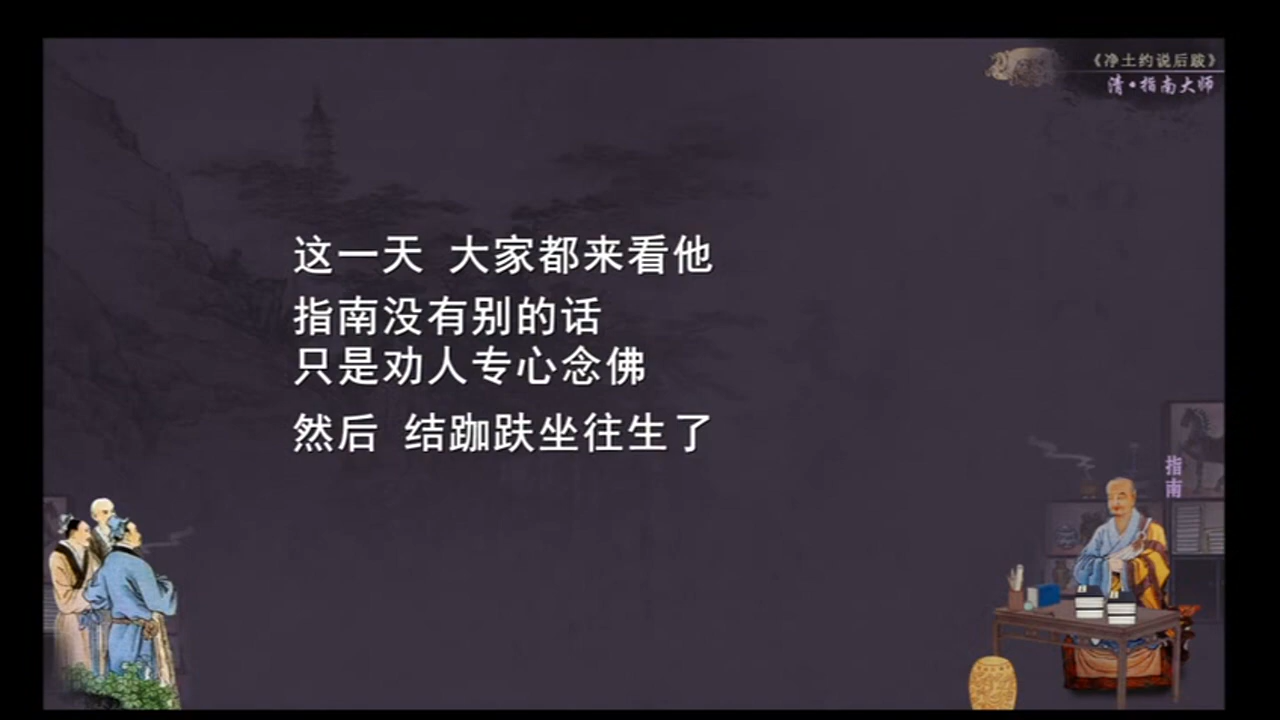 《净土约说后跋》
清·指南大师
这一天 大家都来看他
指南没有别的话
只是劝人专心念佛
然后 结跏趺坐往生了
指南